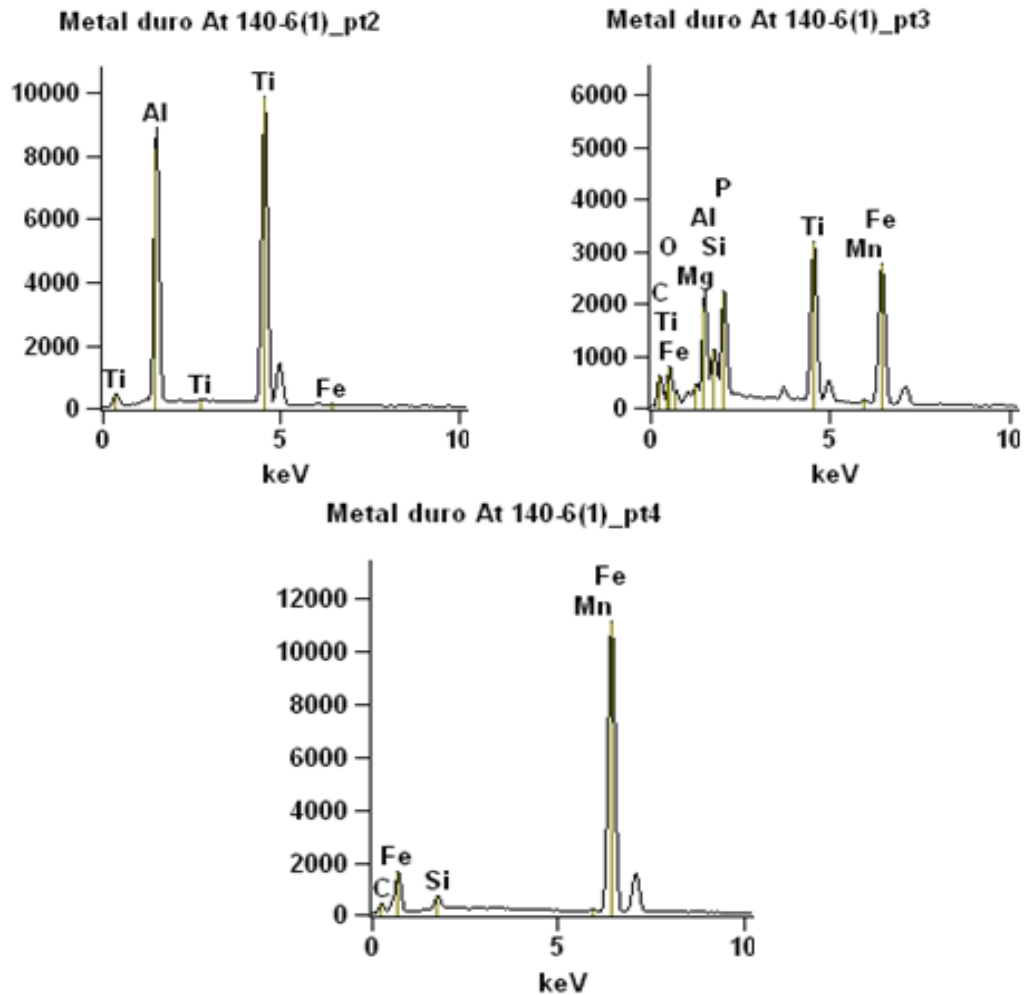 Metal duro At 140-6(1)_pt2
10000
8000
6000
4000
2000
0
Ti
Al
Ti
Ti
Fe
0
5
10
keV
Metal duro At 140-6(1)_pt3
6000
5000
4000
3000
2000
1000
0
P
Al
O
Si
Mg
C
Ti
Fe
Ti
Fe
Mn
0
5
10
keV
Metal duro At 140-6(1)_pt4
12000
10000
8000
6000
4000
2000
0
Fe
Mn
Fe
C
Si
0
5
10
keV